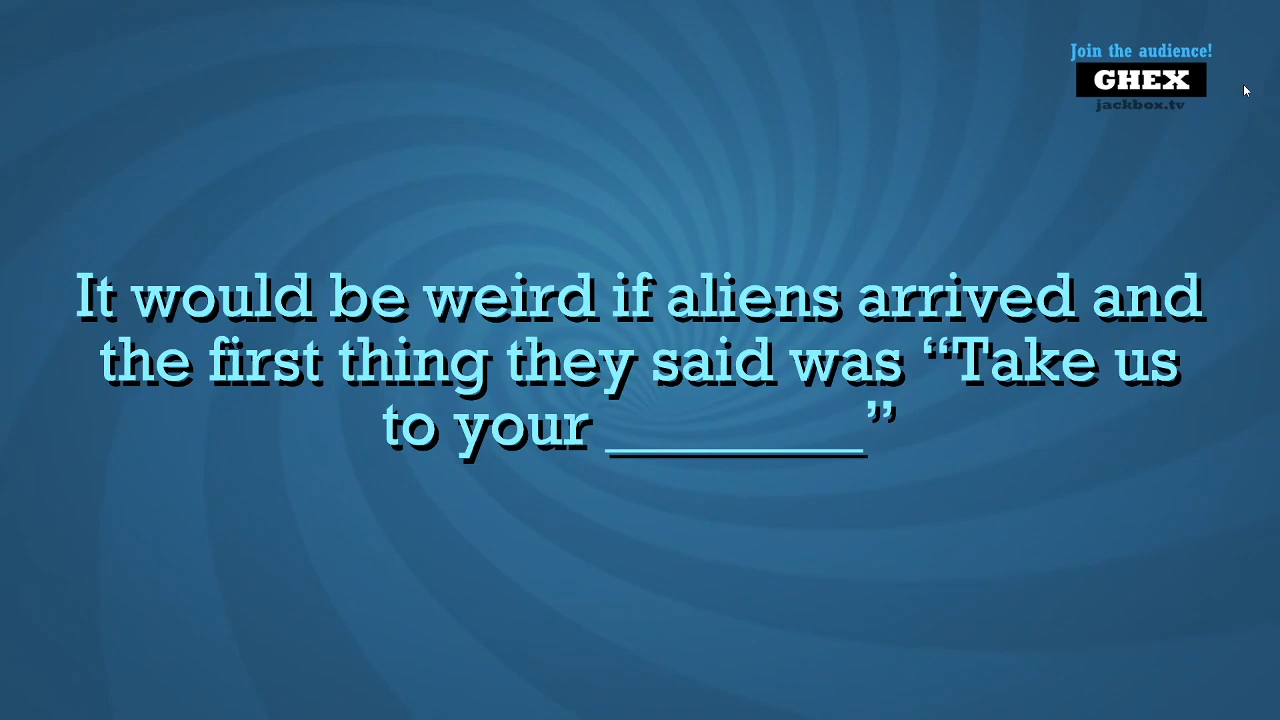 Join the audience!
GHEX
jackbox.tv
It would be weird if aliens arrived and
the first thing they said was “Take us
to your ________”